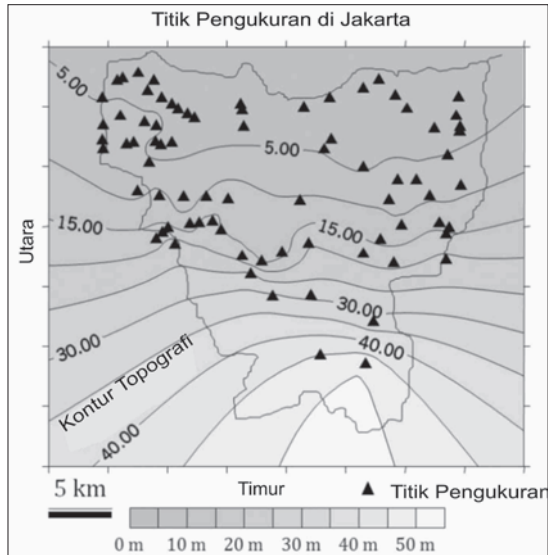 Titik Pengukuran di Jakarta
5.00
5.00
15.00
15.00
30.00
30.00
40.00
40.00
Utara
Kontur Topografi
5 km
Timur
Titik Pengukuran
0 m 10 m 20 m 30 m 40 m 50 m